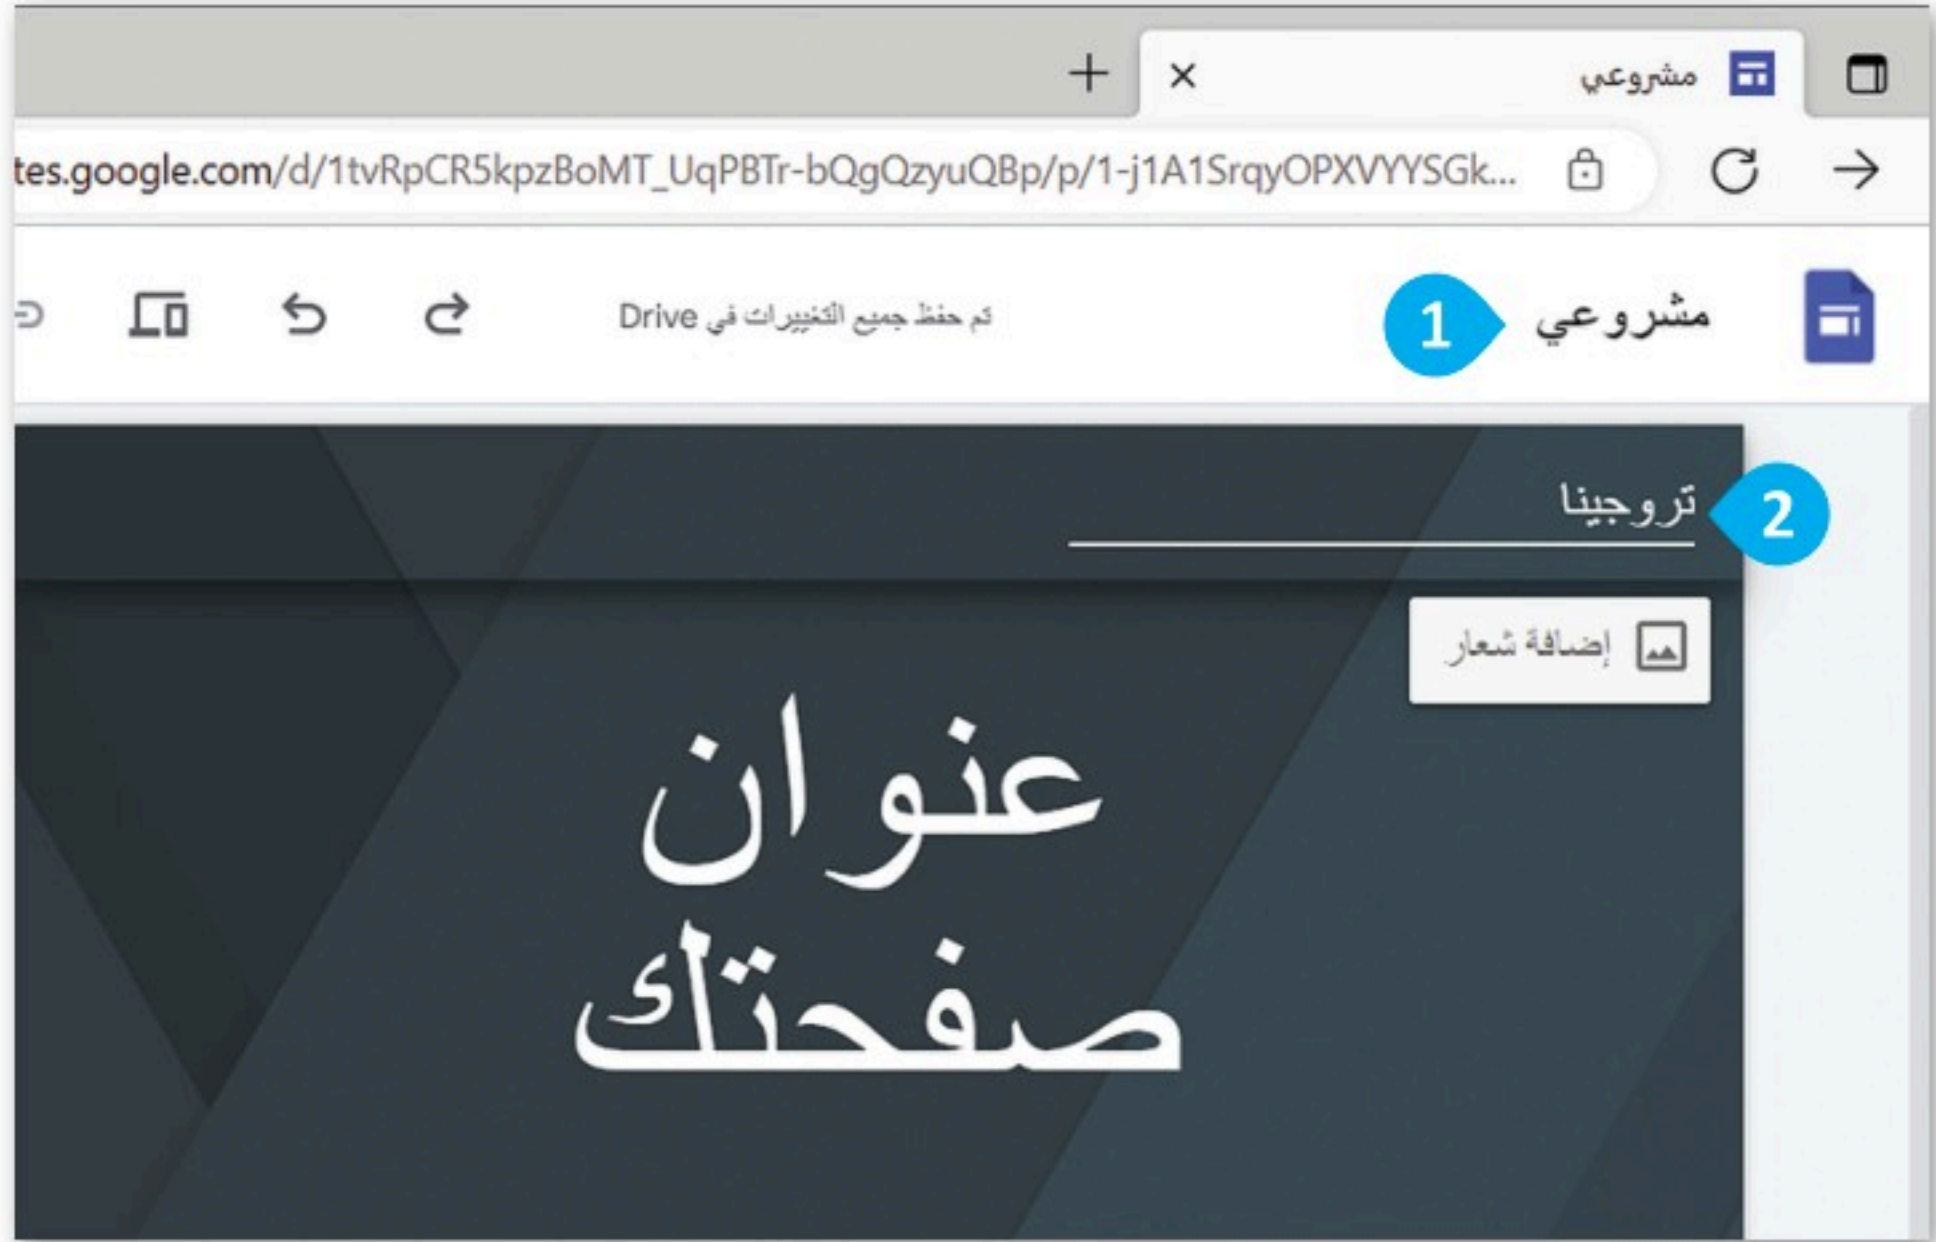 مشروعي
tes.google.com/d/1tvRpCR5kpzBoMT_UqPBTr-bQgQzyuQBp/p/1-j1A1SrqyOPXVYYSGk...
مشروعي 1 تم حفظ جميع التغييرات في Drive
2 تروجينا
إضافة شعار
عنوان
صفحتك